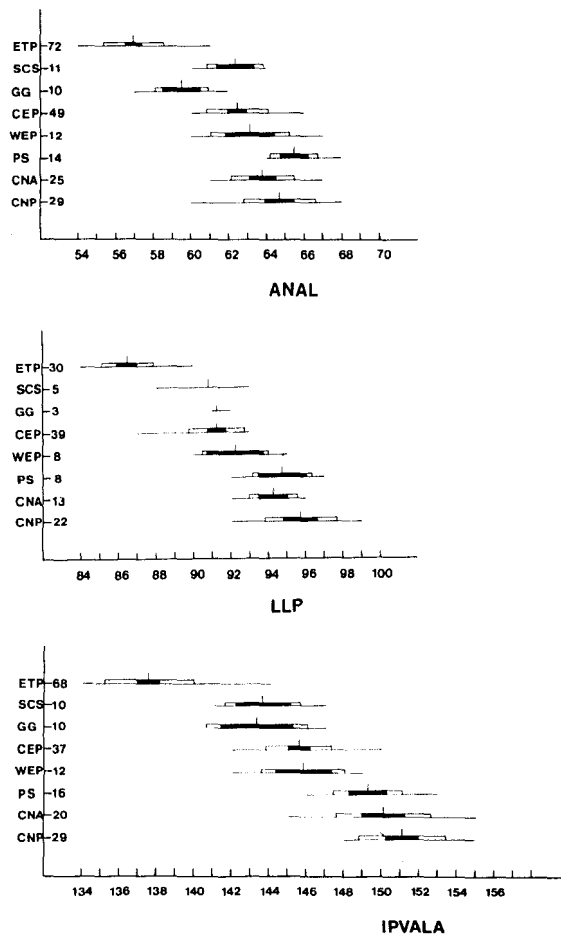 ETP 72
SCS 11
GG 10
CEP 49
WEP 12
PS 14
CNA 25
CNP 29
54 56 58 60 62 64 66 68 70
ANAL
ETP 30
SCS 5
GG 3
CEP 39
WEP 8
PS 8
CNA 13
CNP 22
84 86 88 90 92 94 96 98 100
LLP
ETP 68
SCS 10
GG 10
CEP 37
WEP 12
PS 16
CNA 20
CNP 29
134 136 138 140 142 144 146 148 150 152 154 156
IPVALA